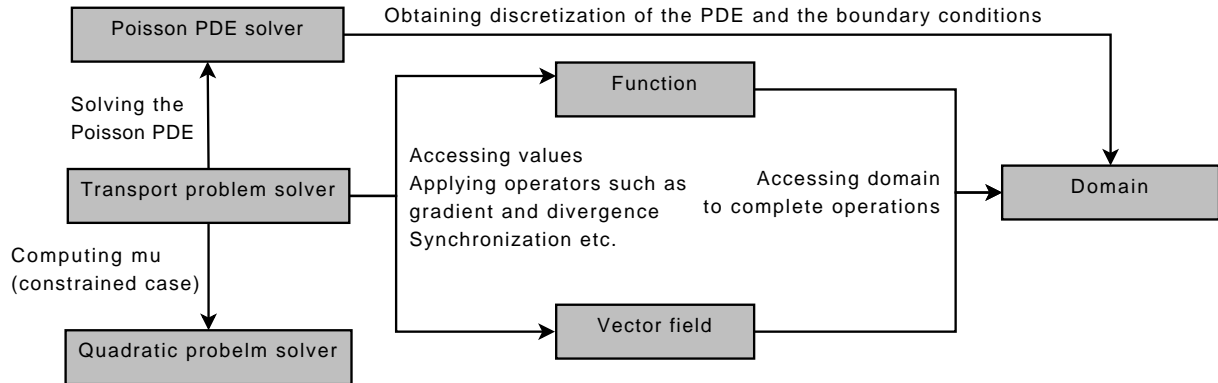 Obtaining discretization of the PDE and the boundary conditions
Poisson PDE solver
Function
Solving the
Poisson PDE
Accessing values
Applying operators such as
gradient and divergence
Synchronization etc.
Transport problem solver
Accessing domain
to complete operations
Domain
Computing mu
(constrained case)
Vector field
Quadratic probelm solver